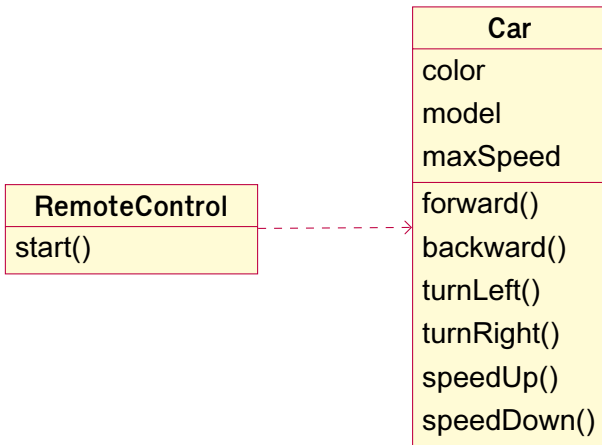 Car
color
model
maxSpeed
forward()
backward()
turnLeft()
turnRight()
speedUp()
speedDown()
RemoteControl
start()